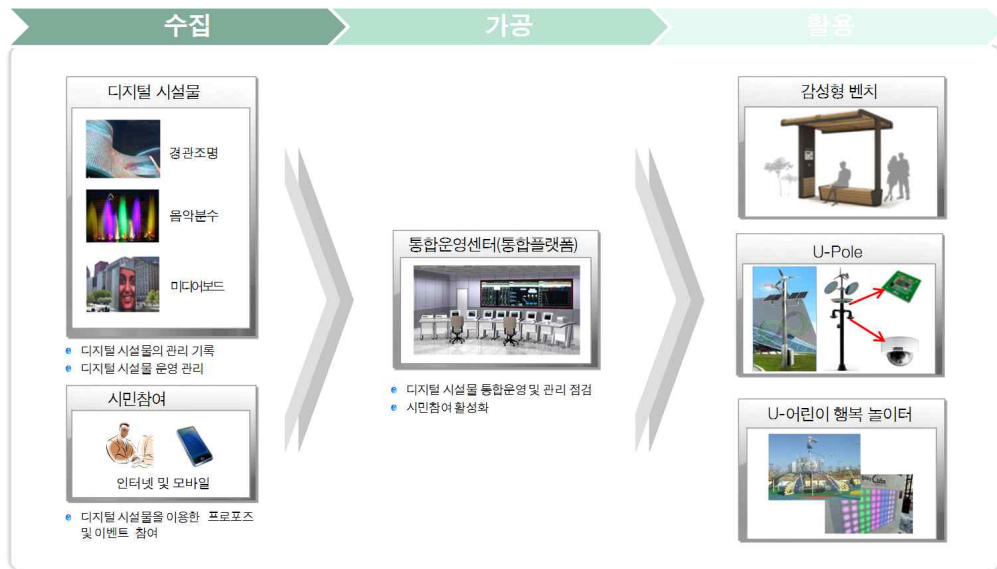 수집
가공
활용
디지털 시설물
경관조명
음악분수
미디어보드
디지털 시설물의 관리 기록
디지털 시설물 운영 관리
시민참여
인터넷 및 모바일
디지털 시설물을 이용한 프로포즈
및 이벤트 참여
통합운영센터(통합플랫폼)
디지털 시설물 통합운영 및 관리 점검
시민참여 활성화
감성형 벤치
U-Pole
U-어린이 행복 놀이터